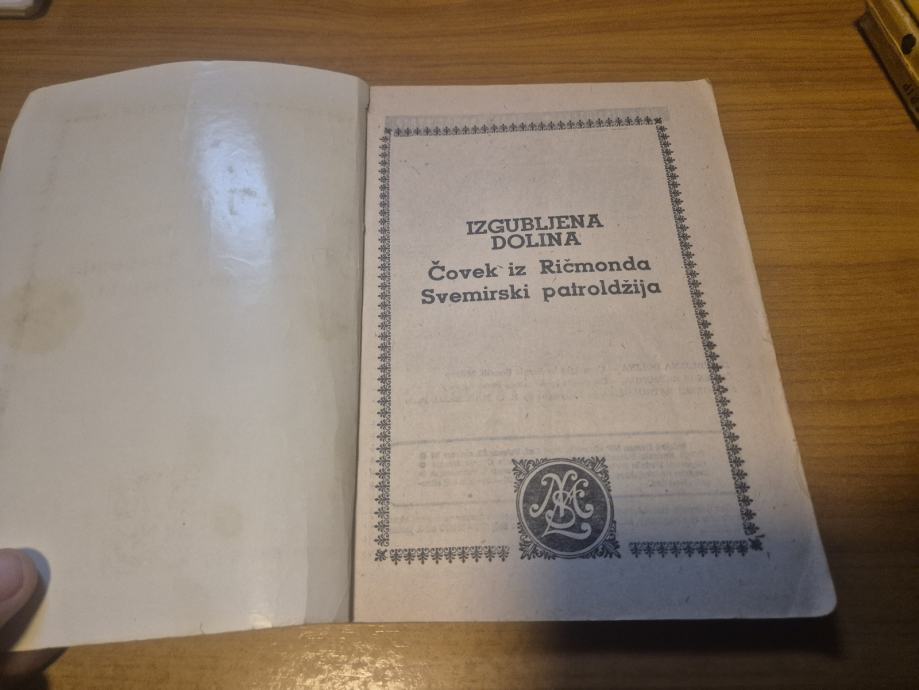 IZGUBLJENA
DOLINA
Čovek iz Ričmonda
Svemirski patroldžija